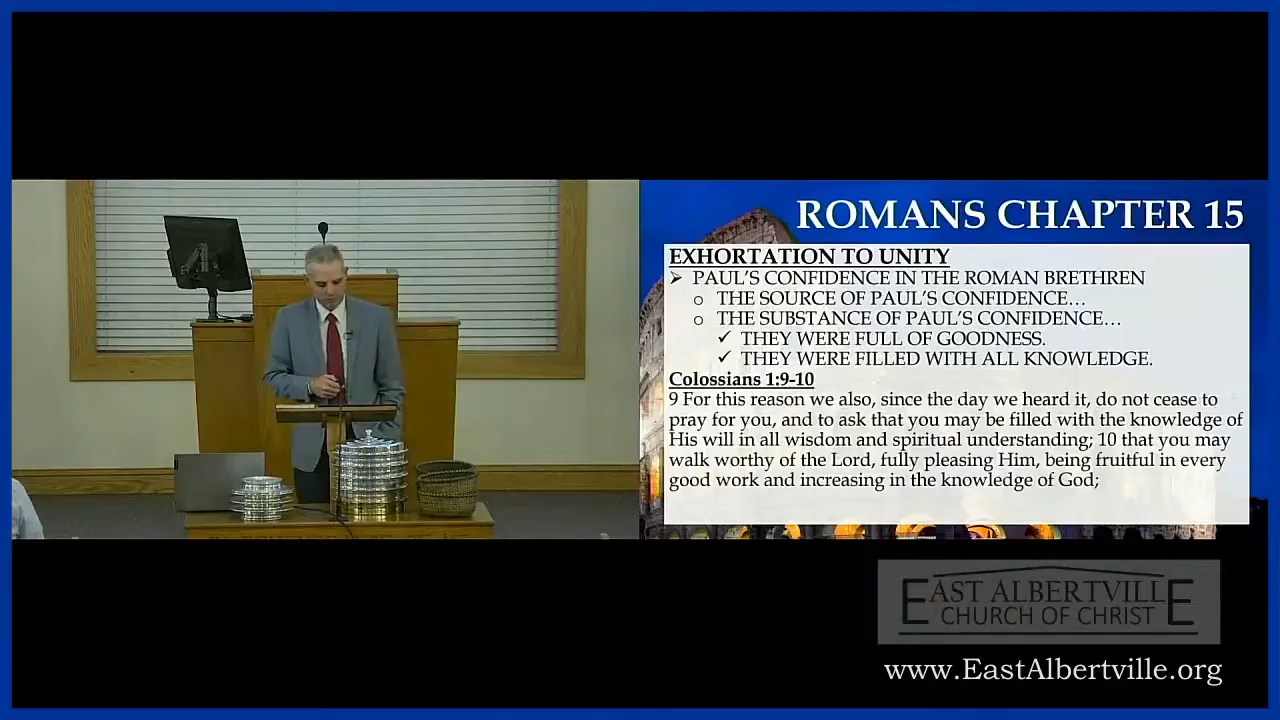 ROMANS CHAPTER 15
EXHORTATION TO UNITY
➢ PAUL'S CONFIDENCE IN THE ROMAN BRETHREN
o THE SOURCE OF PAUL'S CONFIDENCE…
o THE SUBSTANCE OF PAUL'S CONFIDENCE…
✓ THEY WERE FULL OF GOODNESS.
✓ THEY WERE FILLED WITH ALL KNOWLEDGE.
Colossians 1:9-10
9 For this reason we also, since the day we heard it, do not cease to
pray for you, and to ask that you may be filled with the knowledge of
His will in all wisdom and spiritual understanding; 10 that you may
walk worthy of the Lord, fully pleasing Him, being fruitful in every
good work and increasing in the knowledge of God;
EAST ALBERTVILLE
CHURCH OF CHRIST
www.EastAlbertville.org